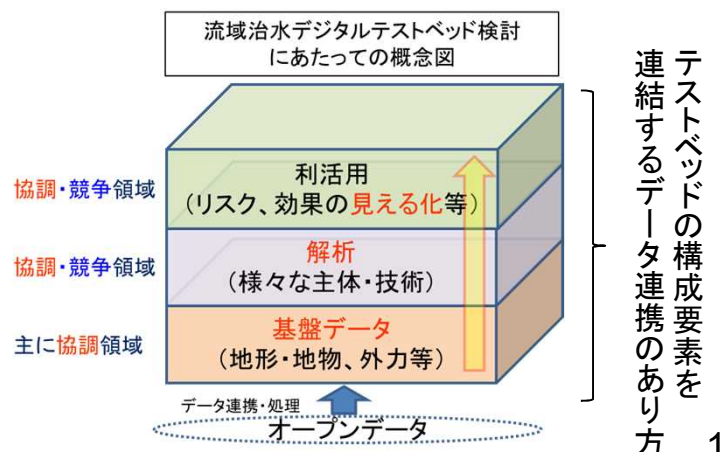 流域治水デジタルテストベッド検討
にあたっての概念図
協調・競争領域
利活用
(リスク、効果の見える化等)
協調・競争領域
解析
(様々な主体・技術)
主に協調領域
基盤データ
(地形・地物、外力等)
データ連携・処理
オープンデータ
テストベッドの構成要素を
連結するデータ連携のあり方
1